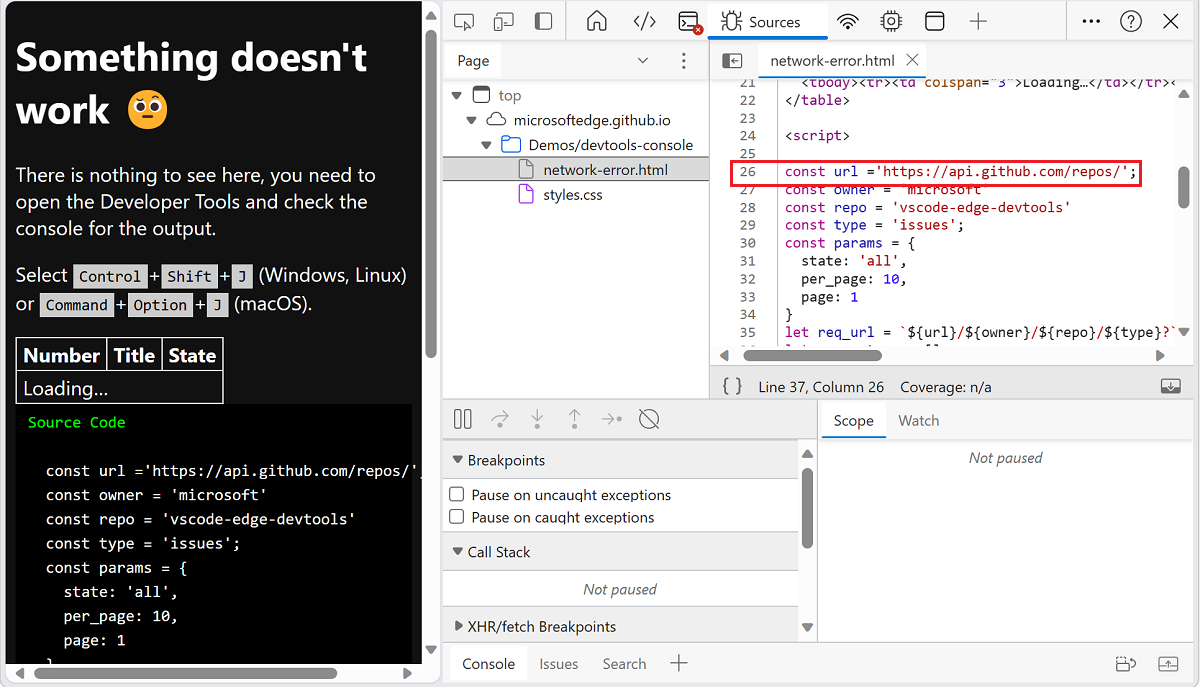 Something doesn't
work
There is nothing to see here, you need to
open the Developer Tools and check the
console for the output.
Select Control + Shift + J (Windows, Linux)
or Command + Option + J (macOS).
Number Title State
Loading...
Source Code
const url ='https://api.github.com/repos/'
const owner = 'microsoft'
const repo = 'vscode-edge-devtools'
const type = 'issues';
const params = {
state: 'all',
per_page: 10,
page: 1
}
Sources
Page
top
microsoftedge.github.io
Demos/devtools-console
network-error.html
styles.css
network-error.html
21 <tbody><tr><td colspan="3">Loading…</td></tr><
22 </table>
23
24 <script>
25
26 const url ='https://api.github.com/repos/';
27 const owner = 'microsoft'
28 const repo = 'vscode-edge-devtools'
29 const type = 'issues';
30 const params = {
31 state: 'all',
32 per_page: 10,
33 page: 1
34 }
35 let req_url = `${url}/${owner}/${repo}/${type}?`
{ } Line 37, Column 26 Coverage: n/a
Breakpoints
Pause on uncaught exceptions
Pause on caught exceptions
Call Stack
Not paused
XHR/fetch Breakpoints
Scope Watch
Not paused
Console Issues Search